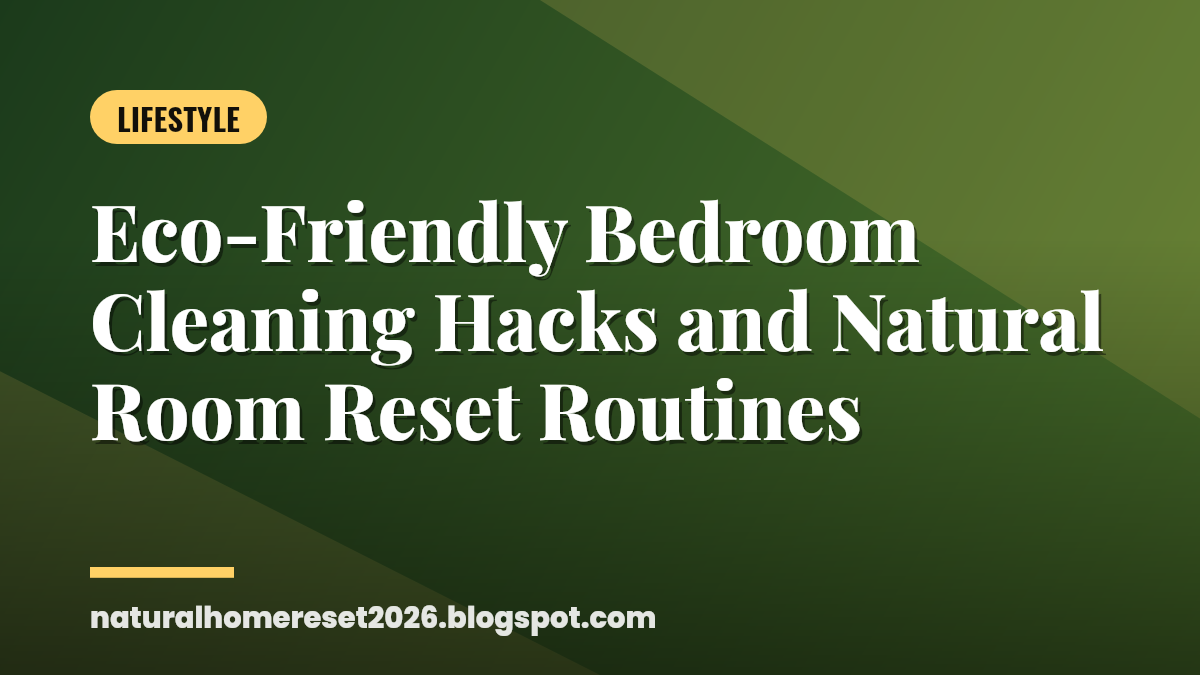 LIFESTYLE
Eco-Friendly Bedroom
Cleaning Hacks and Natural
Room Reset Routines
naturalhomereset2026.blogspot.com